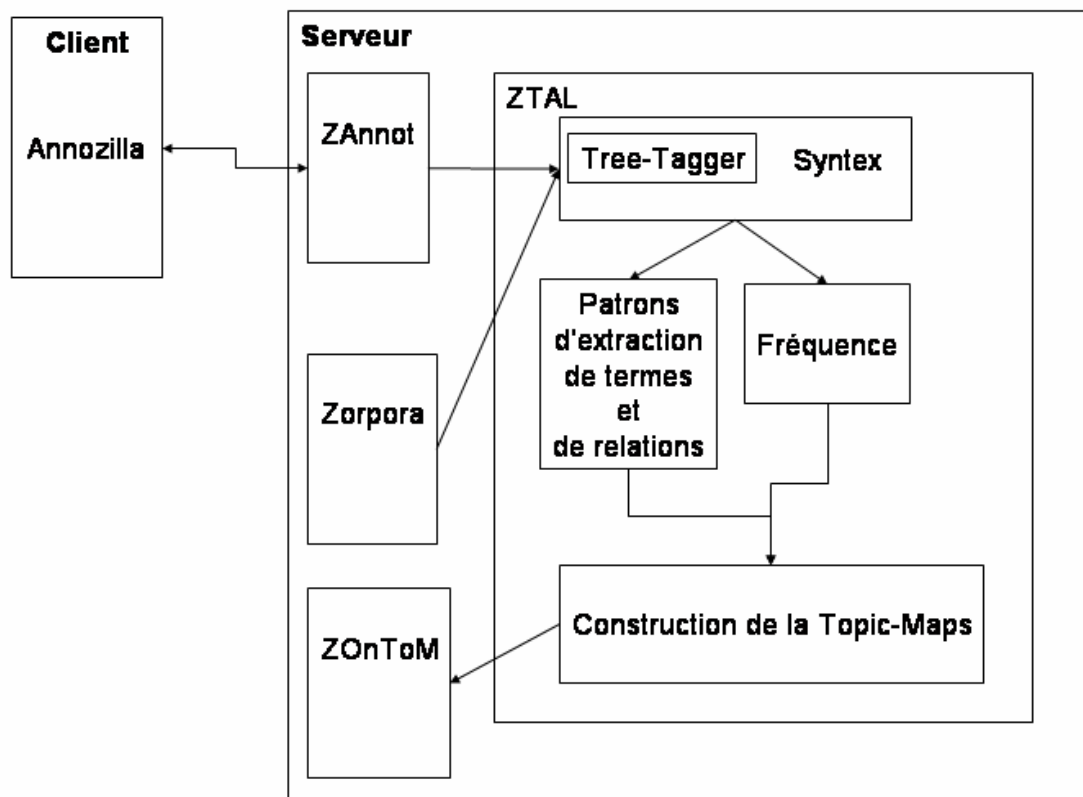 Client
Annozilla
Serveur
ZAnnot
Zorpora
ZOnToM
ZTAL
Tree-Tagger
Syntex
Patrons
d'extraction
de termes
et
de relations
Fréquence
Construction de la Topic-Maps